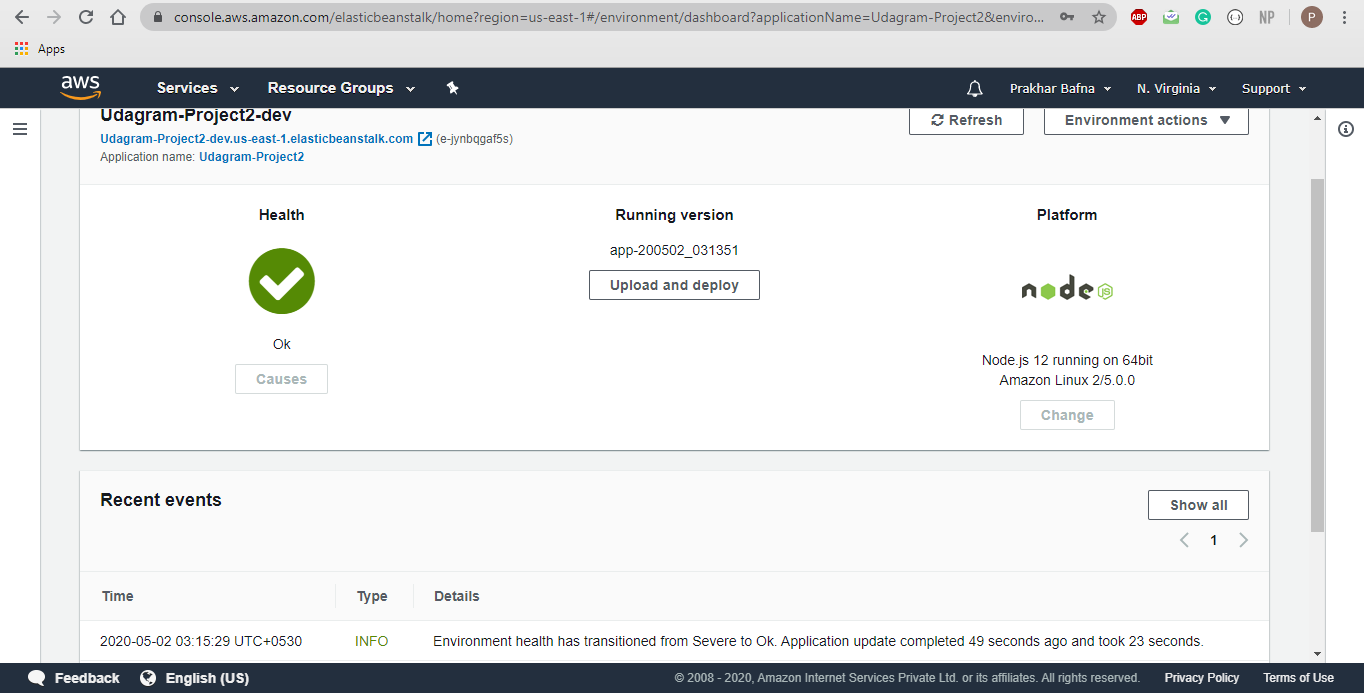 console.aws.amazon.com/elasticbeanstalk/home?region=us-east-1#/environment/dashboard?applicationName=Udagram-Project2&enviro...
ABP
G
NP
P
Apps
aws
Services
Resource Groups
Prakhar Bafna
N. Virginia
Support
Udagram-Project2-dev
Refresh
Environment actions
Udagram-Project2-dev.us-east-1.elasticbeanstalk.com (e-jynbqgaf5s)
Application name: Udagram-Project2
Health
Running version
Platform
app-200502_031351
Upload and deploy
node
JS
Ok
Causes
Node.js 12 running on 64bit
Amazon Linux 2/5.0.0
Change
Recent events
Show all
1
Time
Type
Details
2020-05-02 03:15:29 UTC+0530
INFO
Environment health has transitioned from Severe to Ok. Application update completed 49 seconds ago and took 23 seconds.
Feedback
English (US)
© 2008 - 2020, Amazon Internet Services Private Ltd. or its affiliates. All rights reserved.
Privacy Policy
Terms of Use